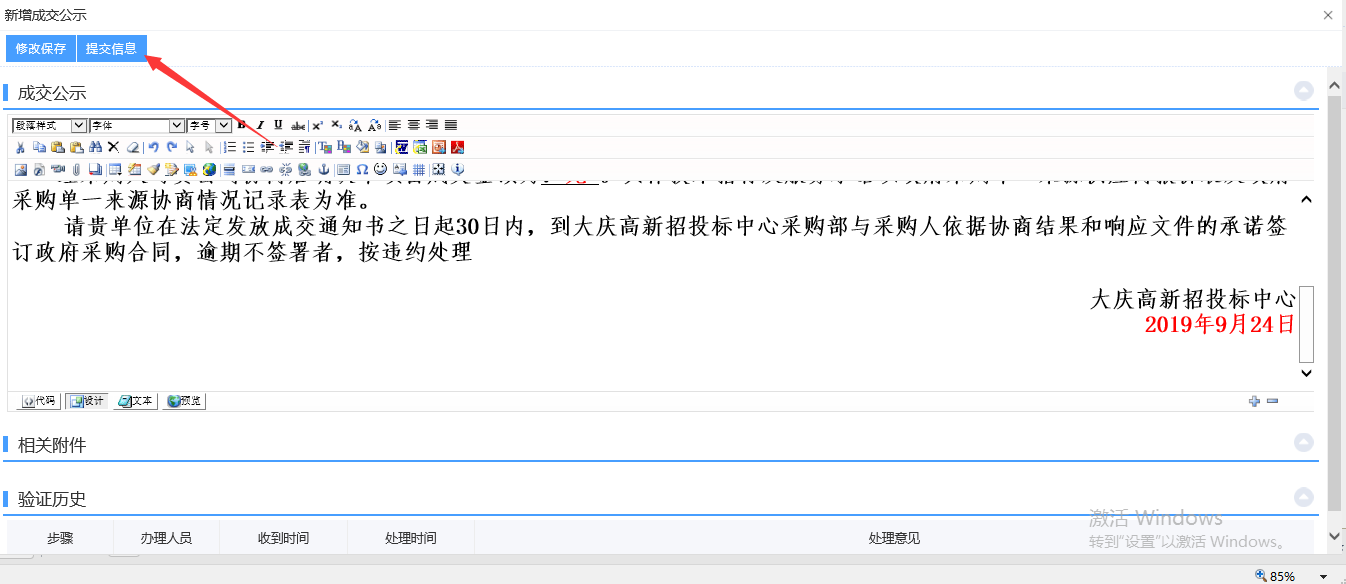 新增成交公示
修改保存 提交信息
成交公示
段落样式 字体 字号
采购单一来源协商情况记录表为准。
请贵单位在法定发放成交通知书之日起30日内，到大庆高新招投标中心采购部与采购人依据协商结果和响应文件的承诺签
订政府采购合同，逾期不签署者，按违约处理
大庆高新招投标中心
2019年9月24日
代码 设计 文本 预览
相关附件
验证历史
步骤 办理人员 收到时间 处理时间 处理意见
激活 Windows
转到"设置"以激活 Windows。
85%